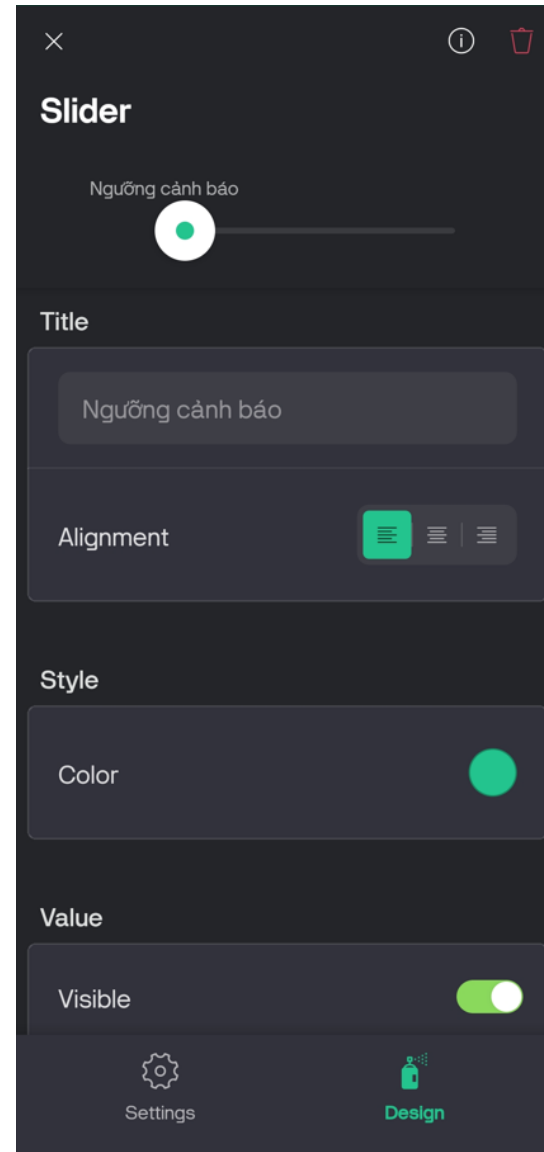 Slider
Ngưỡng cảnh báo
Title
Ngưỡng cảnh báo
Alignment
Style
Color
Value
Visible
Settings
Design